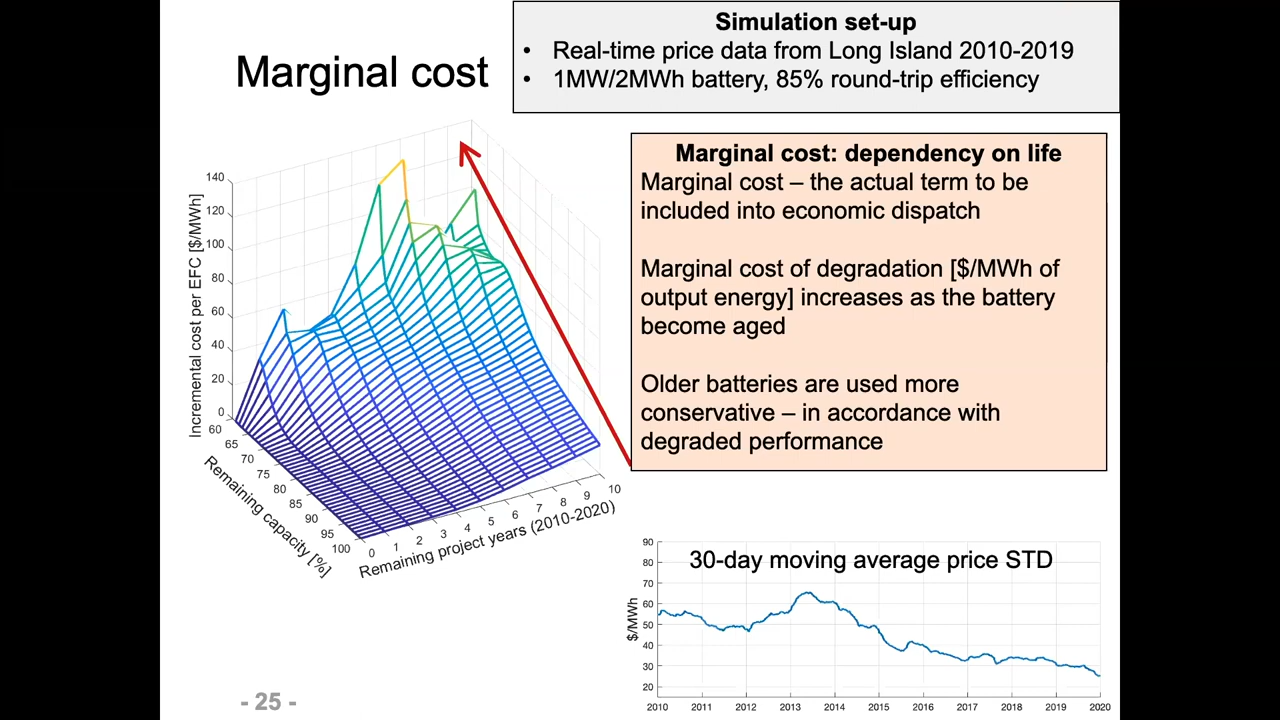 Marginal cost
Simulation set-up
• Real-time price data from Long Island 2010-2019
• 1MW/2MWh battery, 85% round-trip efficiency
Marginal cost: dependency on life
Marginal cost – the actual term to be
included into economic dispatch
Marginal cost of degradation [$/MWh of
output energy] increases as the battery
become aged
Older batteries are used more
conservative – in accordance with
degraded performance
Incremental cost per EFC [$/MWh]
140
120
100
80
60
40
20
0
60
65
70
75
80
85
90
95
100
Remaining capacity [%]
0 1 2 3 4 5 6 7 8 9 10
Remaining project years (2010-2020)
30-day moving average price STD
$/MWh
90
80
70
60
50
40
30
20
2010 2011 2012 2013 2014 2015 2016 2017 2018 2019 2020
- 25 -